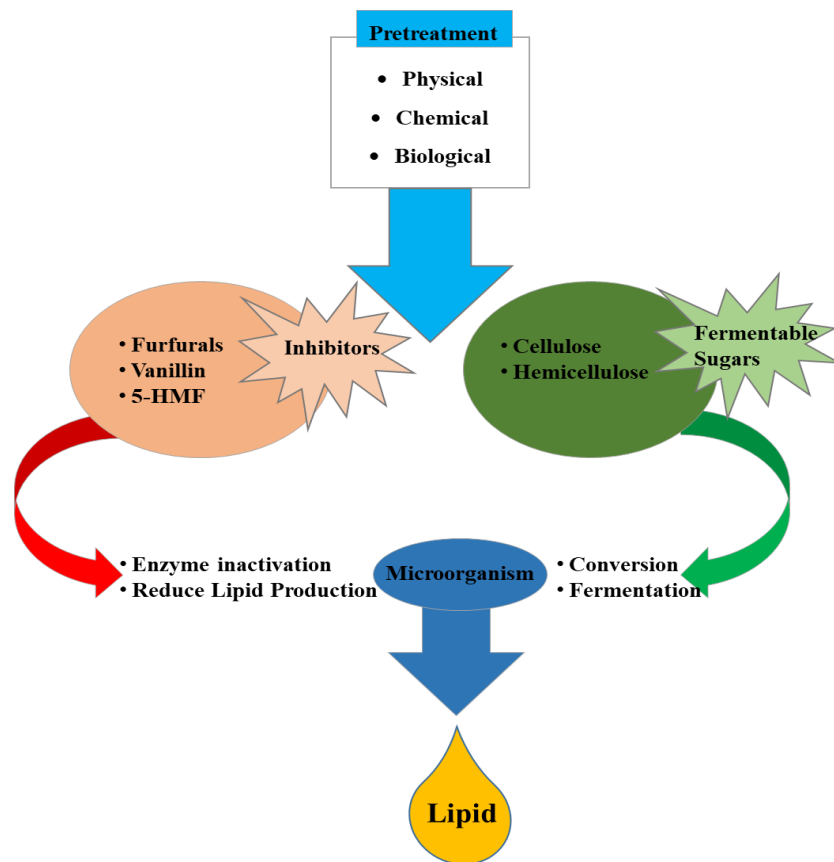 Pretreatment
• Physical
• Chemical
• Biological
• Furfurals
• Vanillin
• 5-HMF
Inhibitors
• Cellulose
• Hemicellulose
Fermentable
Sugars
• Enzyme inactivation
• Reduce Lipid Production
Microorganism
• Conversion
• Fermentation
Lipid